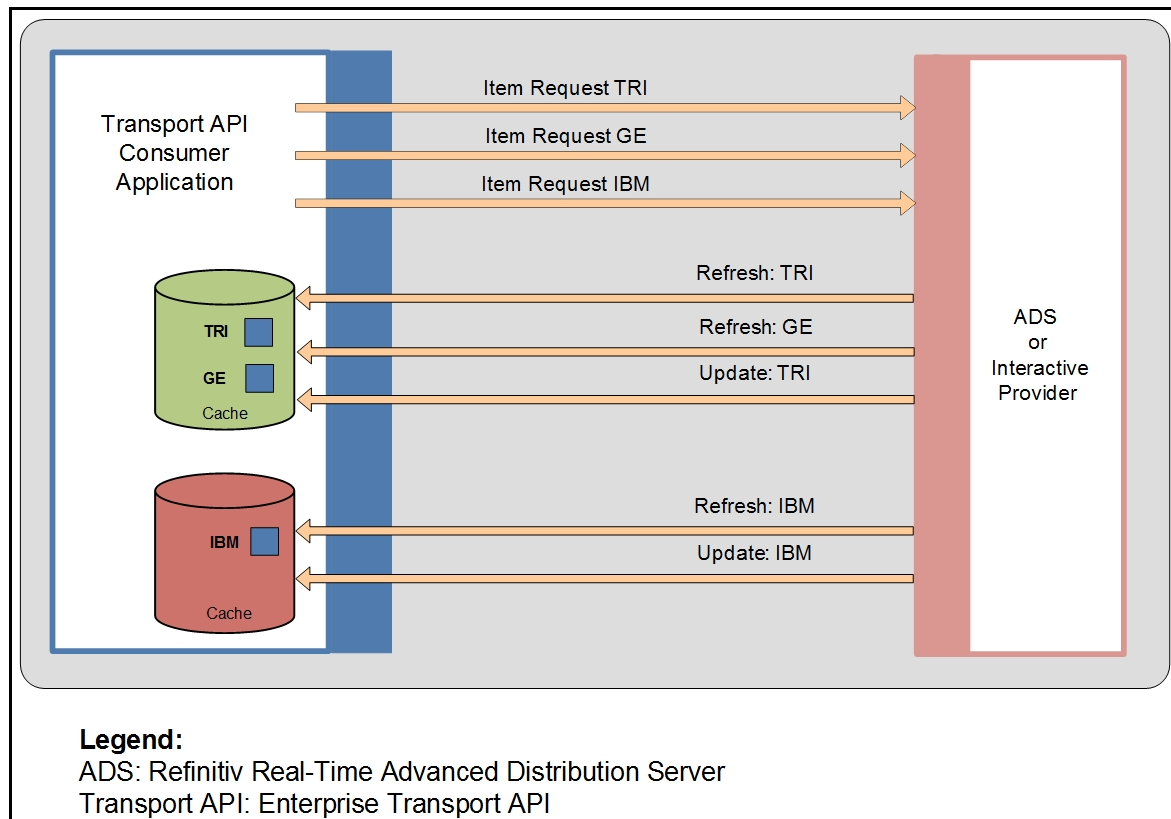 Transport API
Consumer
Application
Item Request TRI
Item Request GE
Item Request IBM
Refresh: TRI
Refresh: GE
Update: TRI
TRI
GE
Cache
Refresh: IBM
Update: IBM
IBM
Cache
ADS
or
Interactive
Provider
Legend:
ADS: Refinitiv Real-Time Advanced Distribution Server
Transport API: Enterprise Transport API